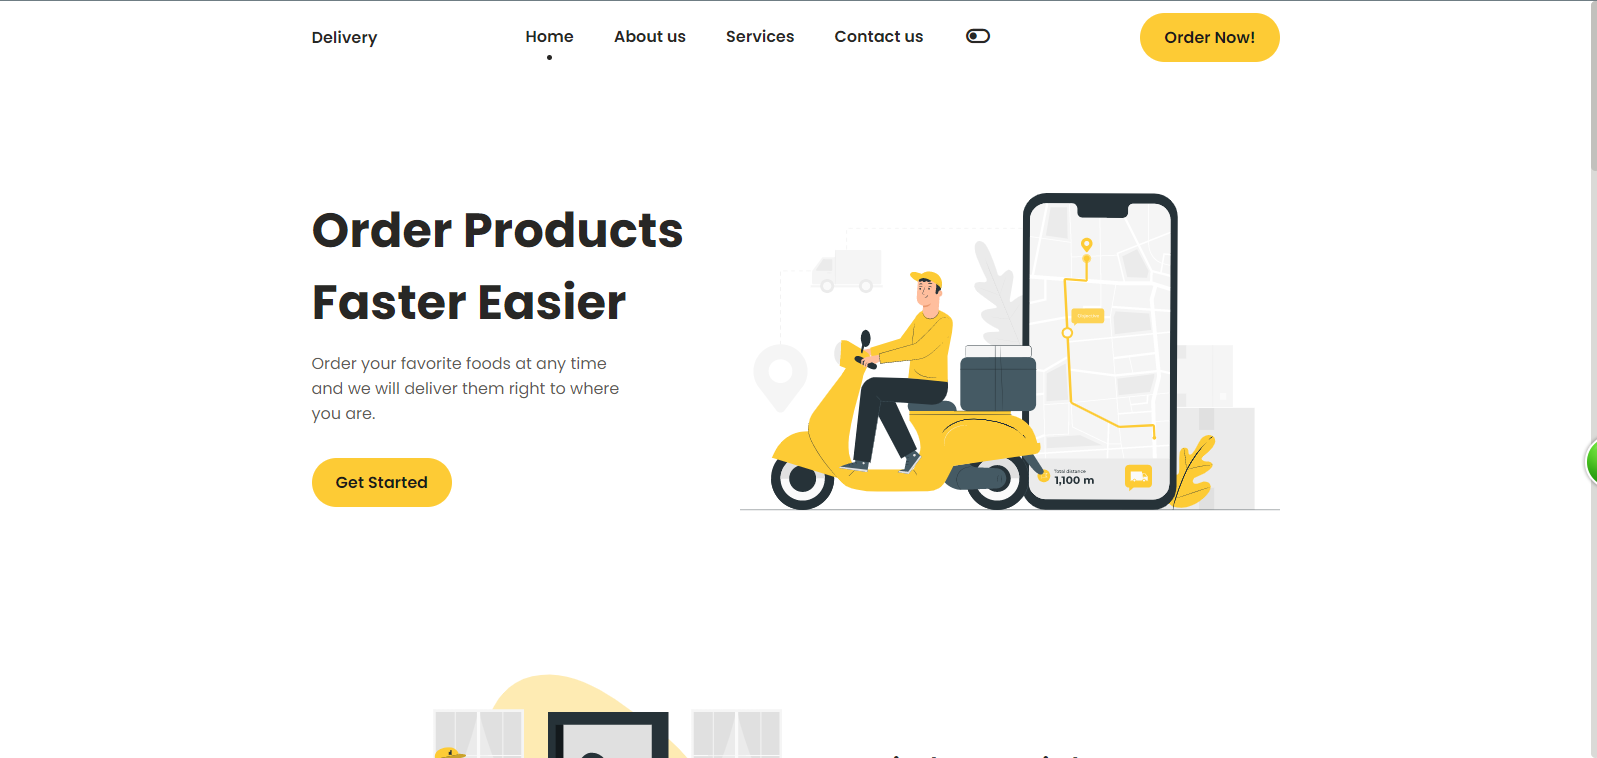 Delivery
Home
About us
Services
Contact us
Order Now!
Order Products
Faster Easier
Order your favorite foods at any time
and we will deliver them right to where
you are.
Get Started
Total distance
1,100 m